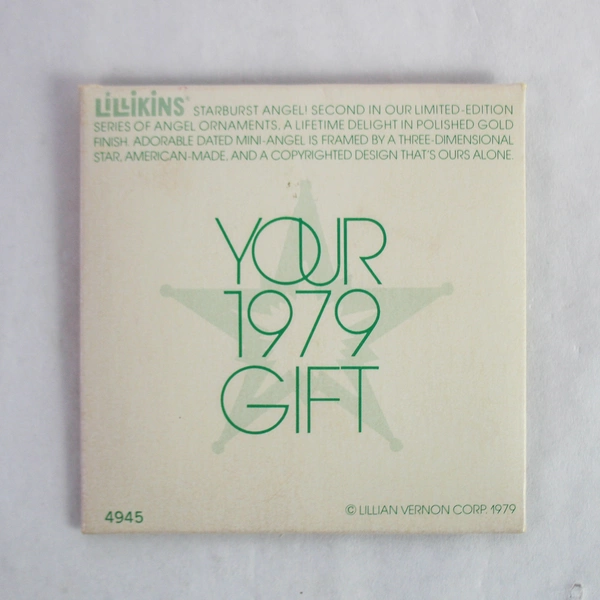 LiLLiKiNS® STARBURST ANGEL! SECOND IN OUR LIMITED-EDITION
SERIES OF ANGEL ORNAMENTS. A LIFETIME DELIGHT IN POLISHED GOLD
FINISH. ADORABLE DATED MINI-ANGEL IS FRAMED BY A THREE-DIMENSIONAL
STAR, AMERICAN-MADE, AND A COPYRIGHTED DESIGN THAT'S OURS ALONE.
YOUR
1979
GIFT
4945
© LILLIAN VERNON CORP. 1979